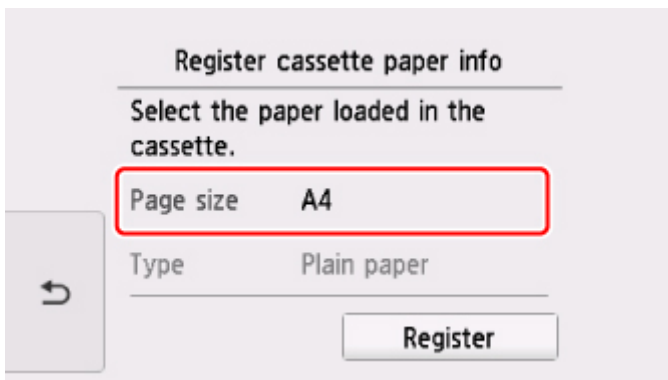 Register cassette paper info
Select the paper loaded in the
cassette.
Page size A4
Type Plain paper
Register